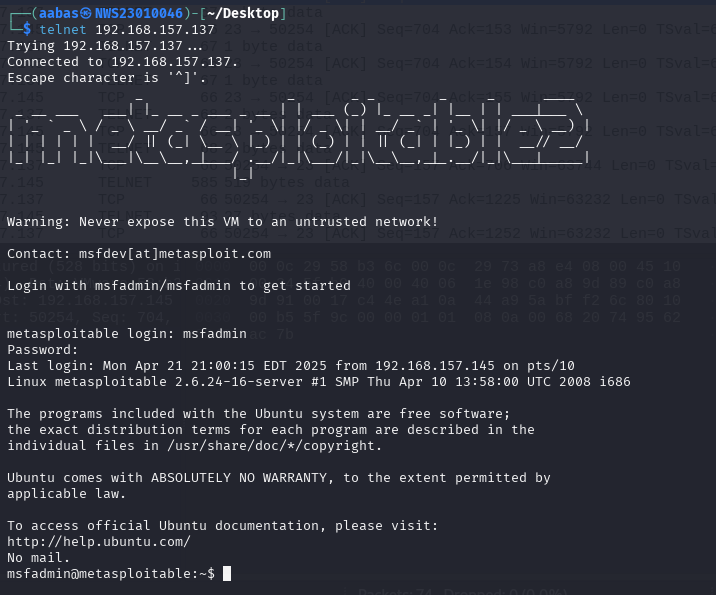 (aabas㉿NWS23010046)-[~/Desktop]
$ telnet 192.168.157.137
Trying 192.168.157.137...
Connected to 192.168.157.137.
Escape character is '^]'.
metasploitable2
Warning: Never expose this VM to an untrusted network!
Contact: msfdev[at]metasploit.com
Login with msfadmin/msfadmin to get started
metasploitable login: msfadmin
Password:
Last login: Mon Apr 21 21:00:15 EDT 2025 from 192.168.157.145 on pts/10
Linux metasploitable 2.6.24-16-server #1 SMP Thu Apr 10 13:58:00 UTC 2008 i686
The programs included with the Ubuntu system are free software;
the exact distribution terms for each program are described in the
individual files in /usr/share/doc/*/copyright.
Ubuntu comes with ABSOLUTELY NO WARRANTY, to the extent permitted by
applicable law.
To access official Ubuntu documentation, please visit:
http://help.ubuntu.com/
No mail.
msfadmin@metasploitable:~$